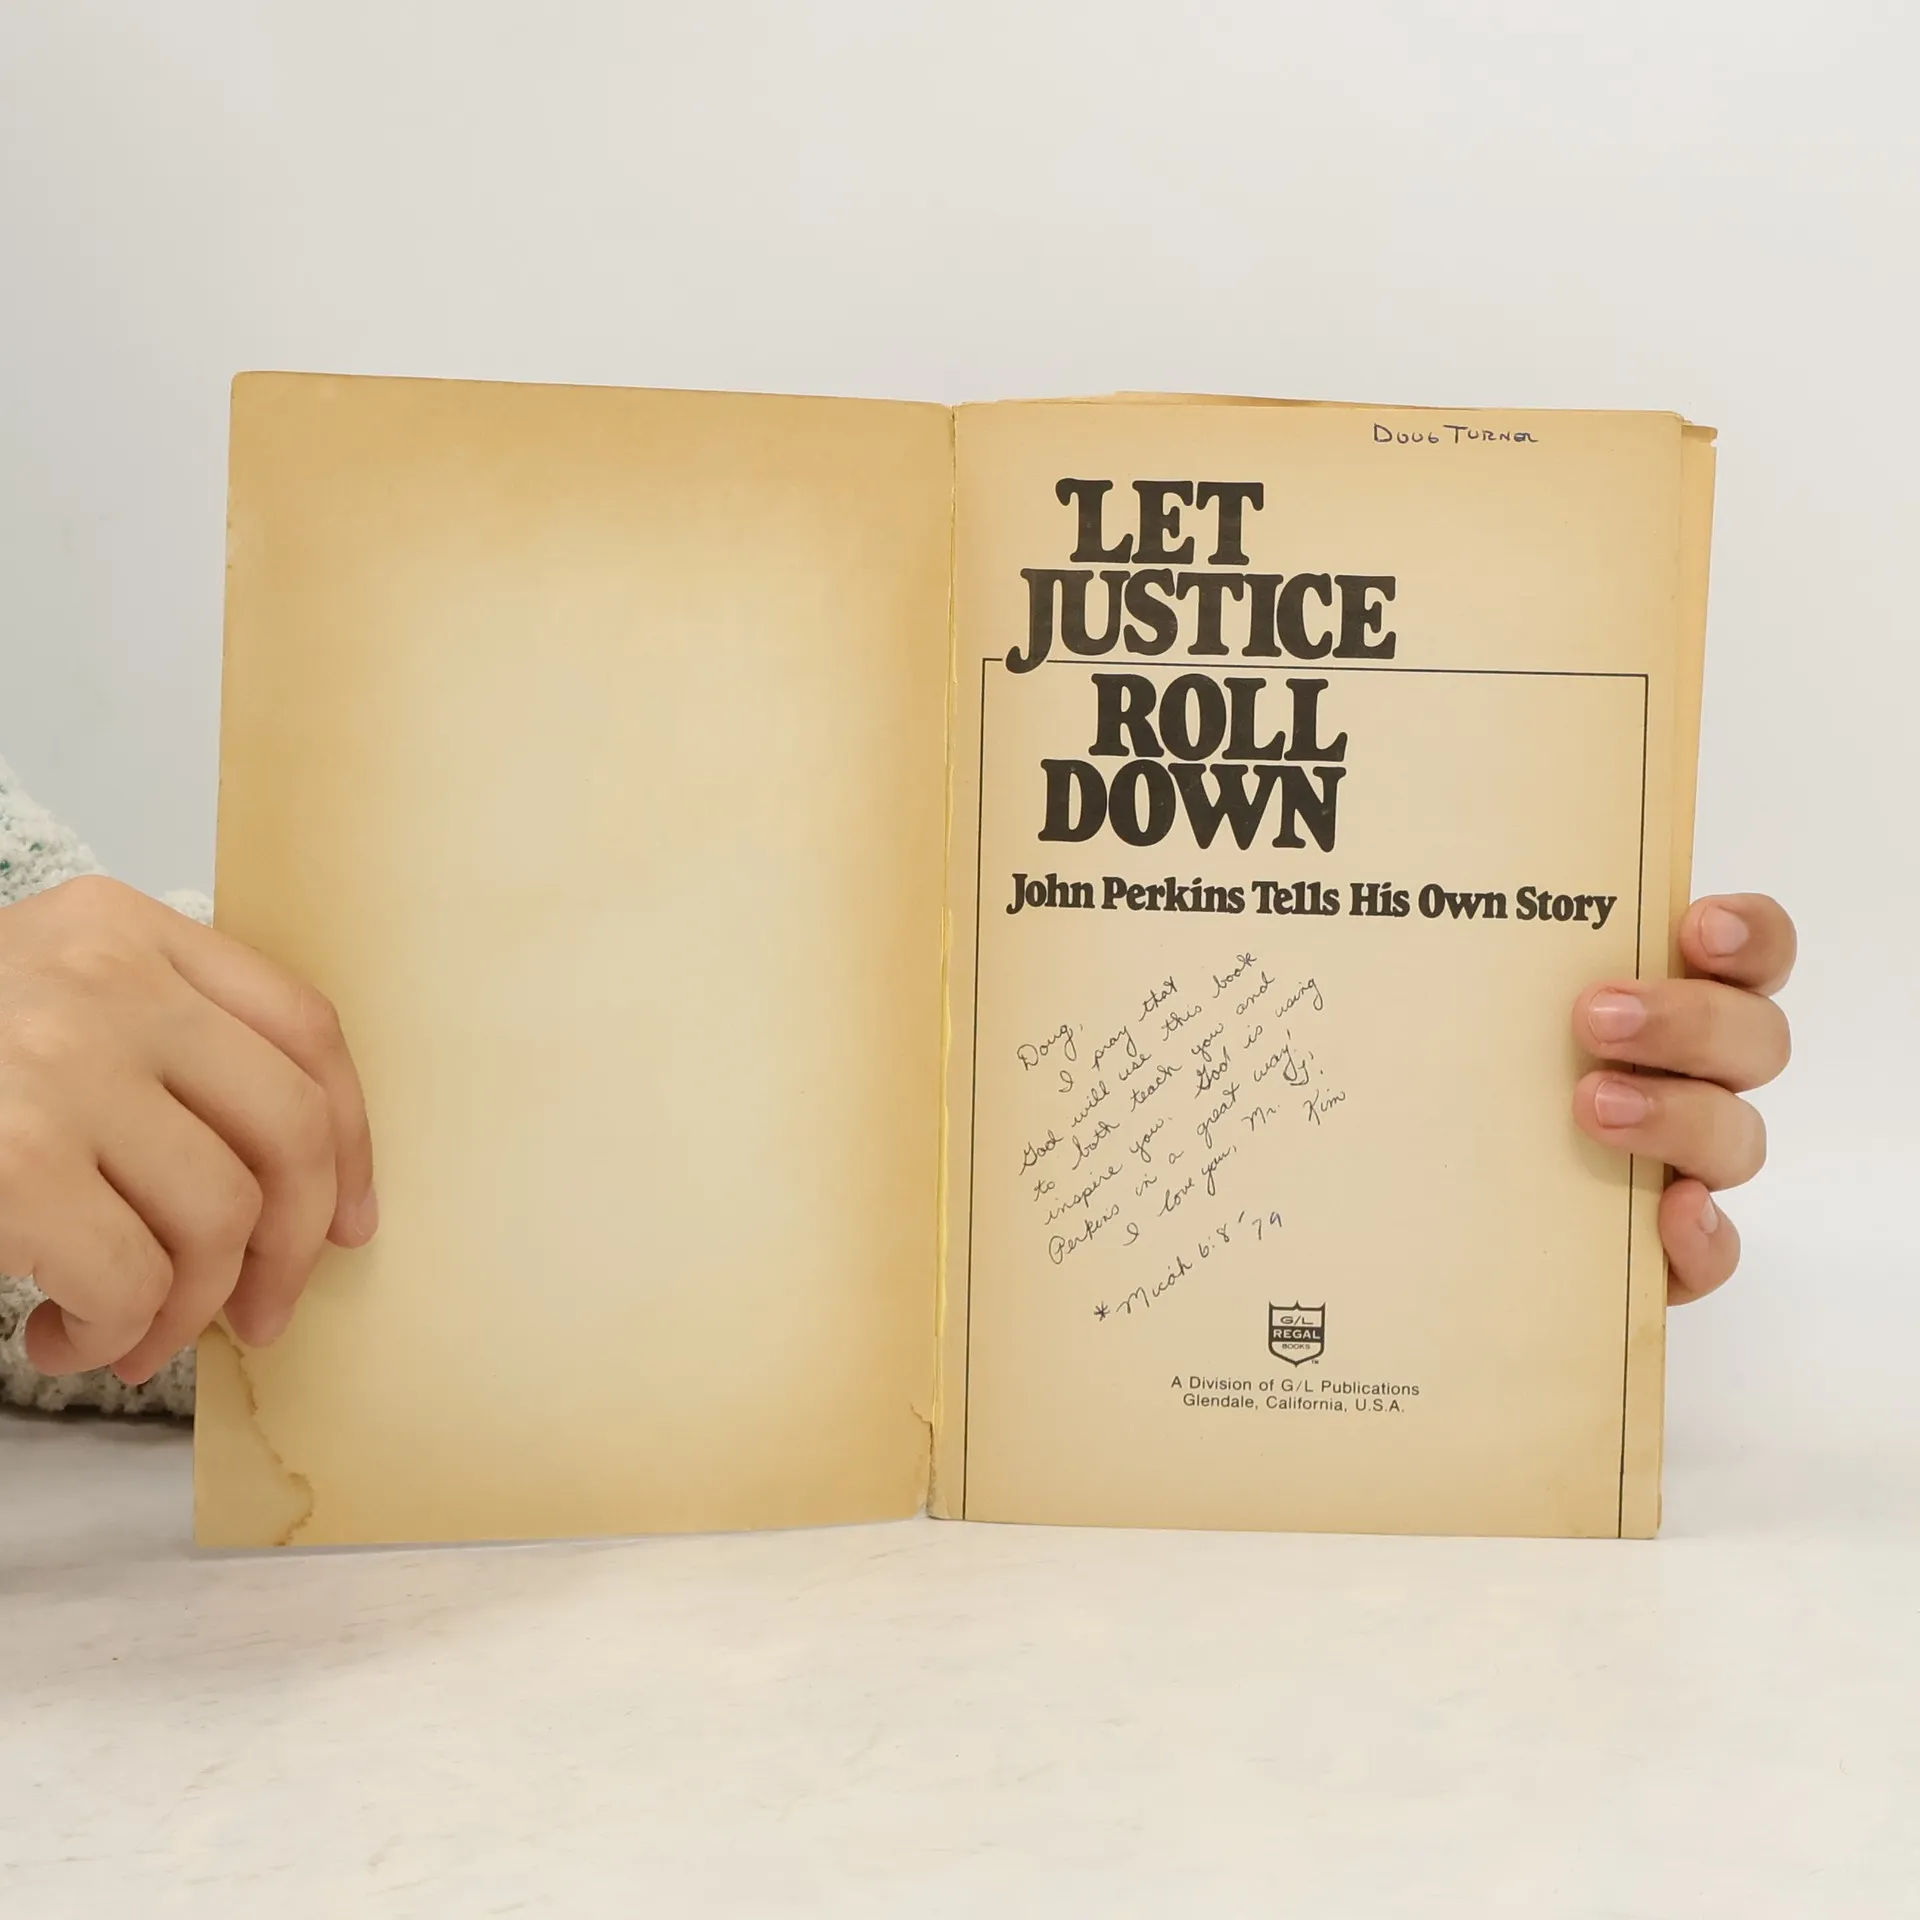 DOUG TURNER
LET
JUSTICE
ROLL
DOWN
John Perkins Tells His Own Story
Doug,
I pray that
God will use this book
to both teach you and
inspire you. God is using
Perkins in a great way!
I love you, Mr. T,
Kim
*Micah 6:8 '79
G/L
REGAL
BOOKS
TM
A Division of G/L Publications
Glendale, California, U.S.A.